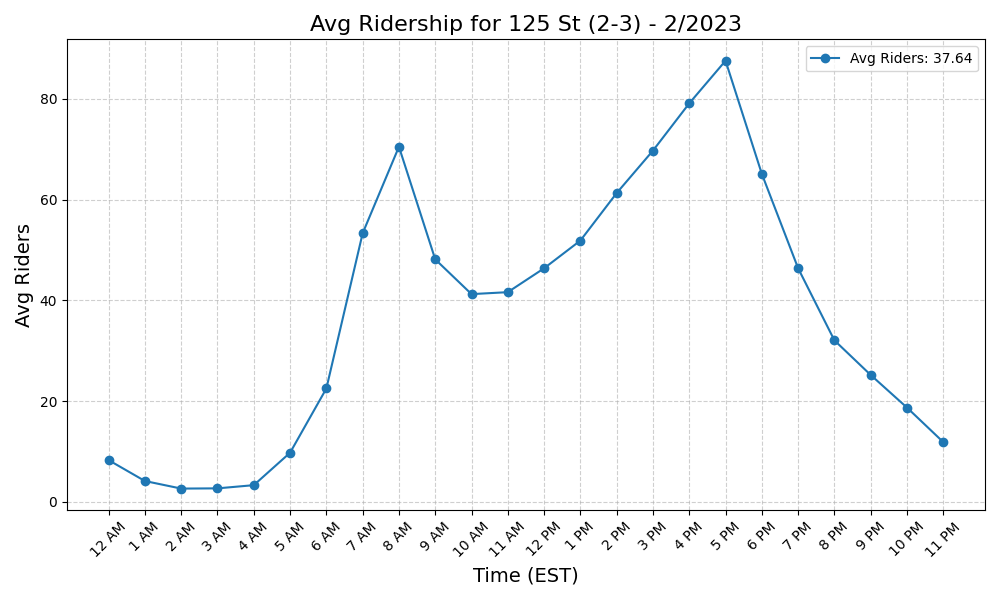 Avg Ridership for 125 St (2-3) - 2/2023
Avg Riders: 37.64
Avg Riders
80
60
40
20
0
12 AM
1 AM
2 AM
3 AM
4 AM
5 AM
6 AM
7 AM
8 AM
9 AM
10 AM
11 AM
12 PM
1 PM
2 PM
3 PM
4 PM
5 PM
6 PM
7 PM
8 PM
9 PM
10 PM
11 PM
Time (EST)